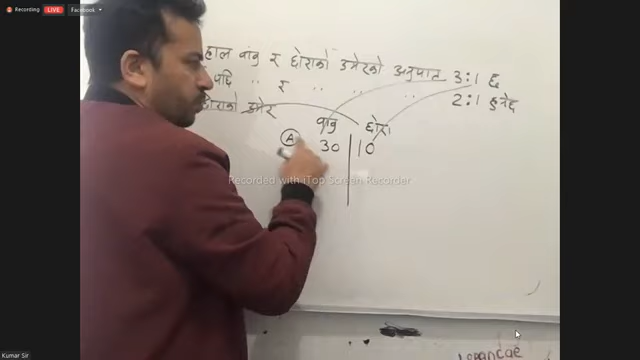 Recording LIVE Facebook
हाल बाबु र छोराको उमेरको अनुपात 3:1 छ
पछि " र " " " 2:1 हुनेछ
छोराको उमेर
बाबु छोरा
A 30 10
Recorded with iTop Screen Recorder
Kumar Sir